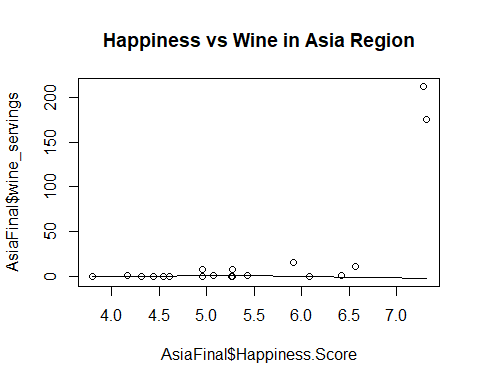 Happiness vs Wine in Asia Region
AsiaFinal$wine_servings
200
150
100
50
0
4.0 4.5 5.0 5.5 6.0 6.5 7.0
AsiaFinal$Happiness.Score